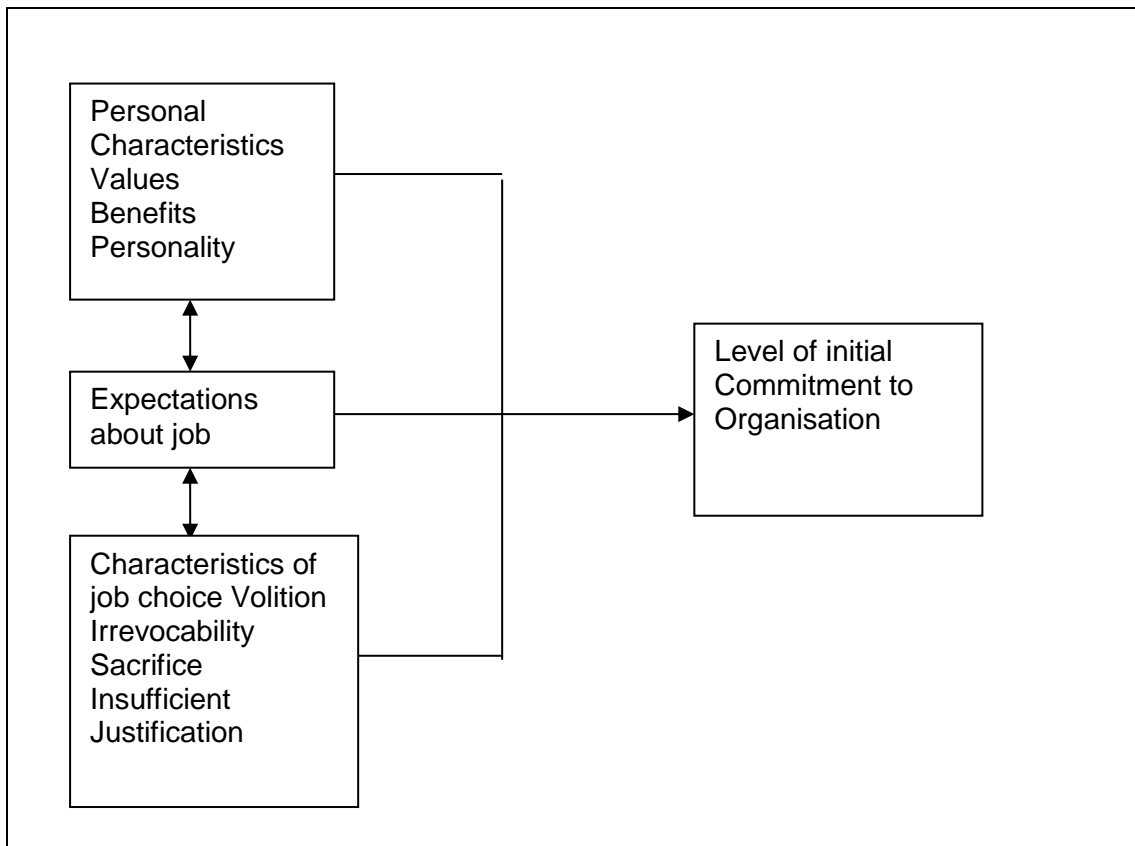 Personal
Characteristics
Values
Benefits
Personality
Expectations
about job
Characteristics of
job choice Volition
Irrevocability
Sacrifice
Insufficient
Justification
Level of initial
Commitment to
Organisation